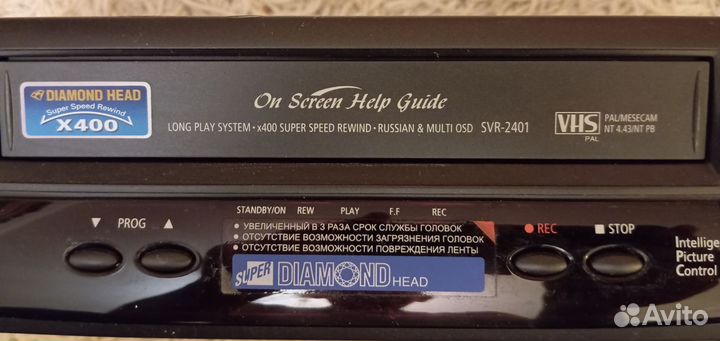 DIAMOND HEAD
Super Speed Rewind
X400
On Screen Help Guide
LONG PLAY SYSTEM · x400 SUPER SPEED REWIND · RUSSIAN & MULTI OSD SVR-2401
VHS
PAL
PAL/MESECAM
NT 4.43/NT PB
STANDBY/ON REW PLAY F.F REC
▼ PROG ▲
• УВЕЛИЧЕННЫЙ В 3 РАЗА СРОК СЛУЖБЫ ГОЛОВОК
• ОТСУТСТВИЕ ВОЗМОЖНОСТИ ЗАГРЯЗНЕНИЯ ГОЛОВОК
• ОТСУТСТВИЕ ВОЗМОЖНОСТИ ПОВРЕЖДЕНИЯ ЛЕНТЫ
SUPER DIAMOND HEAD
● REC ■ STOP
Intellige
Picture
Control
Avito